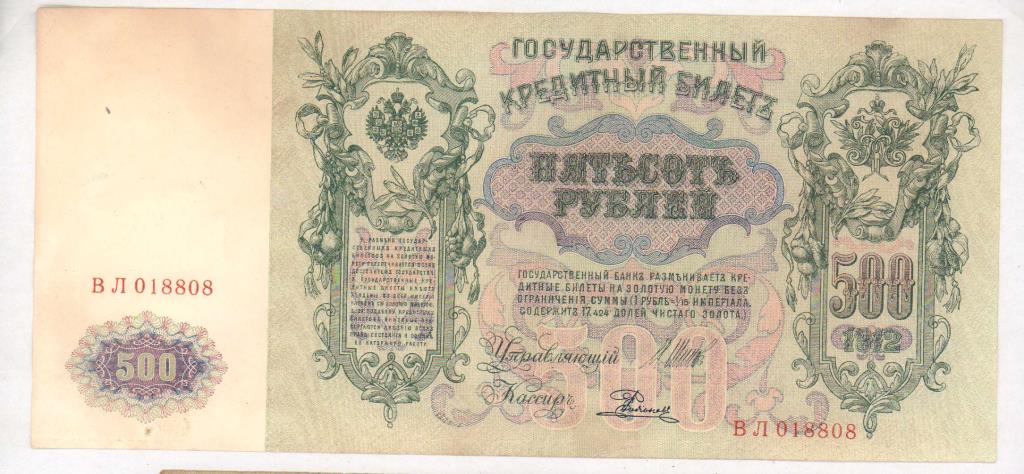 ГОСУДАРСТВЕННЫЙ
КРЕДИТНЫЙ БИЛЕТЪ
ПЯТЬСОТЪ
РУБЛЕЙ
ГОСУДАРСТВЕННЫЙ БАНКЪ РАЗМѢНИВАЕТЪ КРЕ-
ДИТНЫЕ БИЛЕТЫ НА ЗОЛОТУЮ МОНЕТУ БЕЗЪ
ОГРАНИЧЕНІЯ СУММЫ (1 РУБЛЬ=1/15 ИМПЕРІАЛА,
СОДЕРЖИТЪ 17,424 ДОЛЕЙ ЧИСТАГО ЗОЛОТА.)
500
1912
ВЛ 018808
500
Управляющій
Кассиръ
500
ВЛ 018808